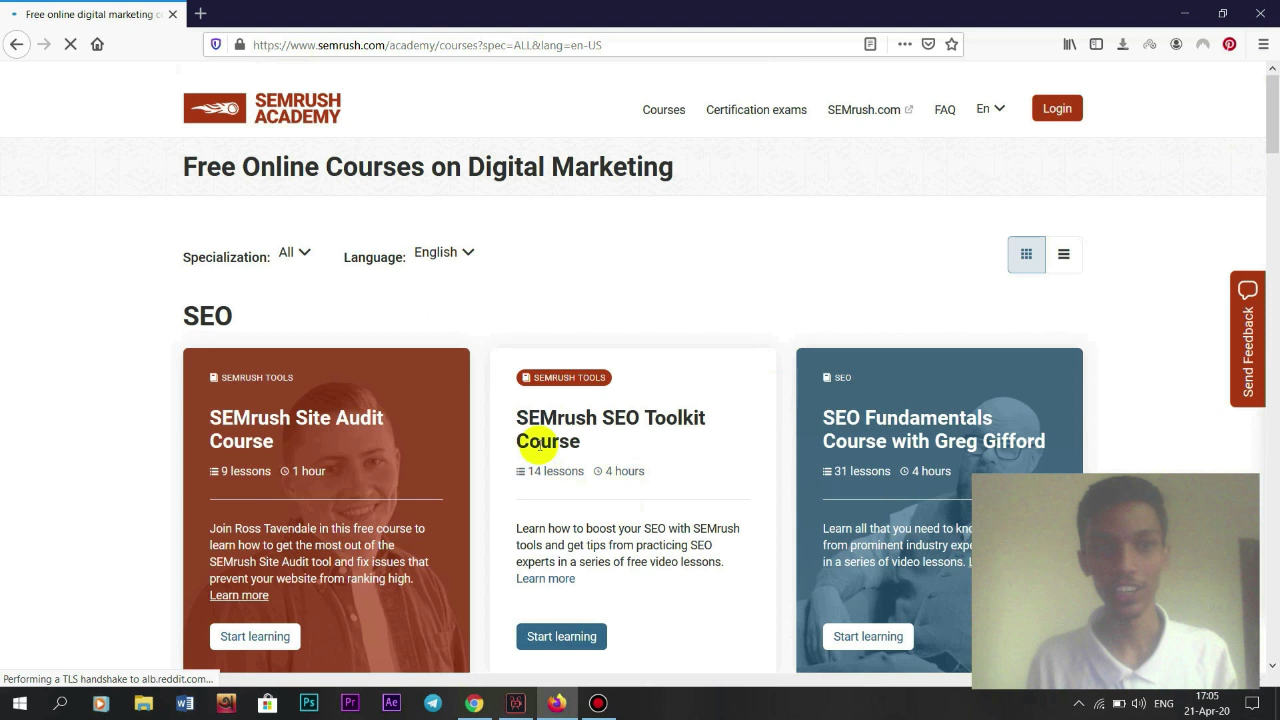 Free online digital marketing c
https://www.semrush.com/academy/courses?spec=ALL&lang=en-US
SEMRUSH
ACADEMY
Courses
Certification exams
SEMrush.com
FAQ
En
Login
Free Online Courses on Digital Marketing
Specialization: All
Language: English
SEO
SEMRUSH TOOLS
SEMrush Site Audit
Course
9 lessons 1 hour
Join Ross Tavendale in this free course to
learn how to get the most out of the
SEMrush Site Audit tool and fix issues that
prevent your website from ranking high.
Learn more
Start learning
SEMRUSH TOOLS
SEMrush SEO Toolkit
Course
14 lessons 4 hours
Learn how to boost your SEO with SEMrush
tools and get tips from practicing SEO
experts in a series of free video lessons.
Learn more
Start learning
SEO
SEO Fundamentals
Course with Greg Gifford
31 lessons 4 hours
Learn all that you need to kno
from prominent industry expe
in a series of video lessons.
Start learning
Send Feedback
Performing a TLS handshake to alb.reddit.com...
Ps
Pr
Ae
ENG
17:05
21-Apr-20